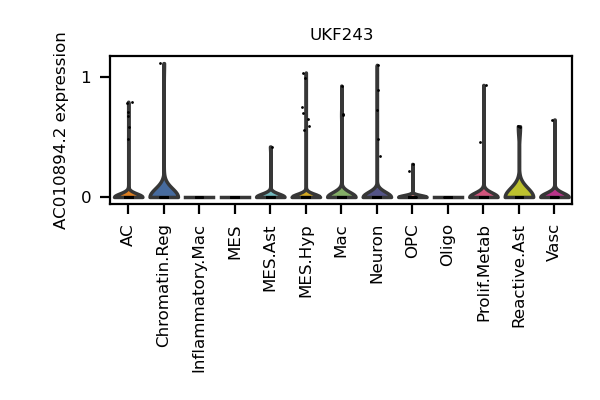 UKF243
AC010894.2 expression
1
0
AC
Chromatin.Reg
Inflammatory.Mac
MES
MES.Ast
MES.Hyp
Mac
Neuron
OPC
Oligo
Prolif.Metab
Reactive.Ast
Vasc